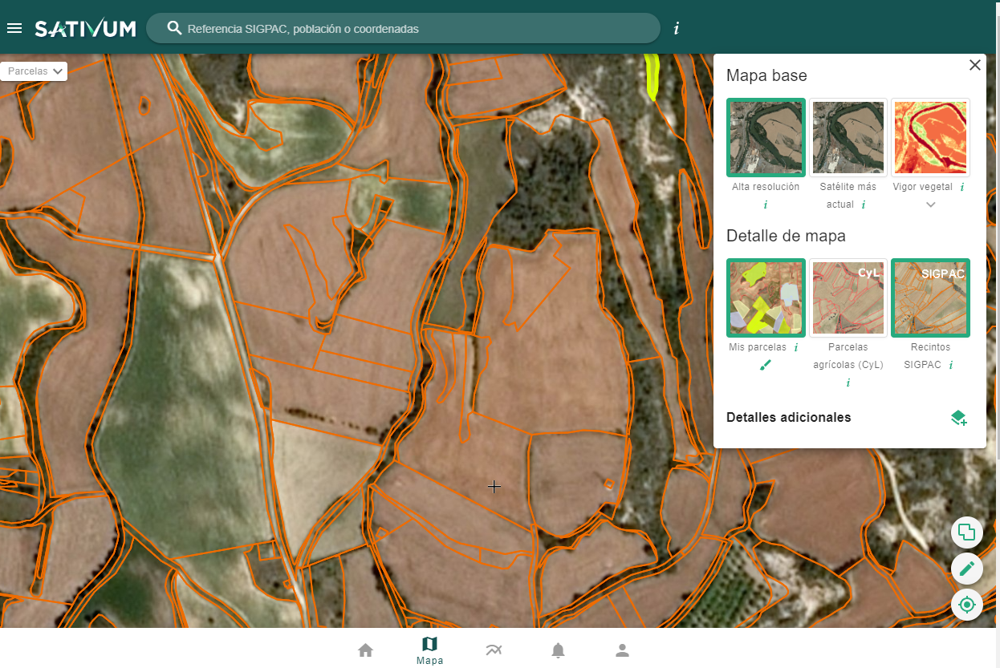 SATIVUM
Referencia SIGPAC, población o coordenadas
i
Parcelas
Mapa base
Alta resolución
i
Satélite más
actual i
Vigor vegetal i
Detalle de mapa
CyL
SIGPAC
Mis parcelas i
Parcelas
agrícolas (CyL)
i
Recintos
SIGPAC i
Detalles adicionales
Mapa